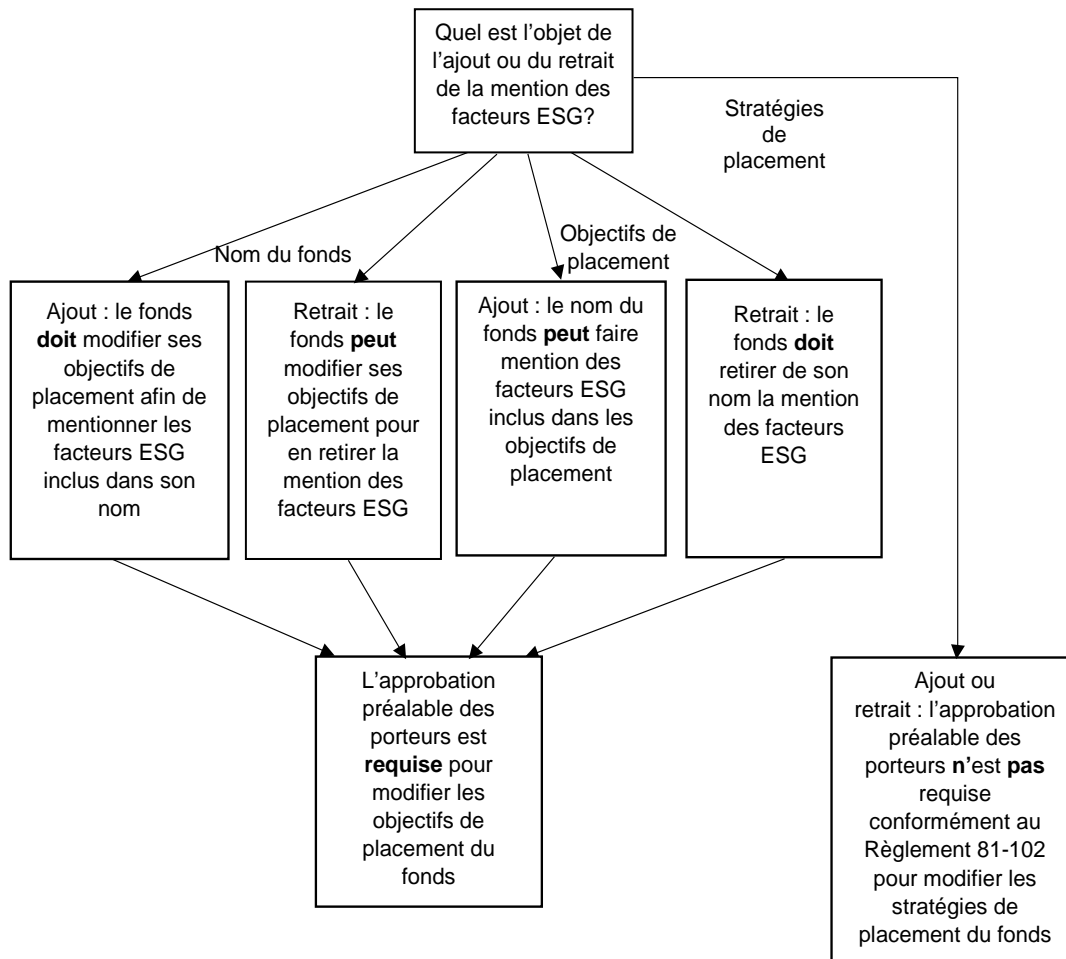 Quel est l’objet de
l’ajout ou du retrait
de la mention des
facteurs ESG?
Stratégies
de
placement
Nom du fonds
Objectifs de
placement
Ajout : le fonds
doit modifier ses
objectifs de
placement afin de
mentionner les
facteurs ESG
inclus dans son
nom
Retrait : le
fonds peut
modifier ses
objectifs de
placement pour
en retirer la
mention des
facteurs ESG
Ajout : le nom du
fonds peut faire
mention des
facteurs ESG
inclus dans les
objectifs de
placement
Retrait : le
fonds doit
retirer de son
nom la mention
des facteurs
ESG
L’approbation
préalable des
porteurs est
requise pour
modifier les
objectifs de
placement du
fonds
Ajout ou
retrait : l’approbation
préalable des
porteurs n’est pas
requise
conformément au
Règlement 81-102
pour modifier les
stratégies de
placement du fonds